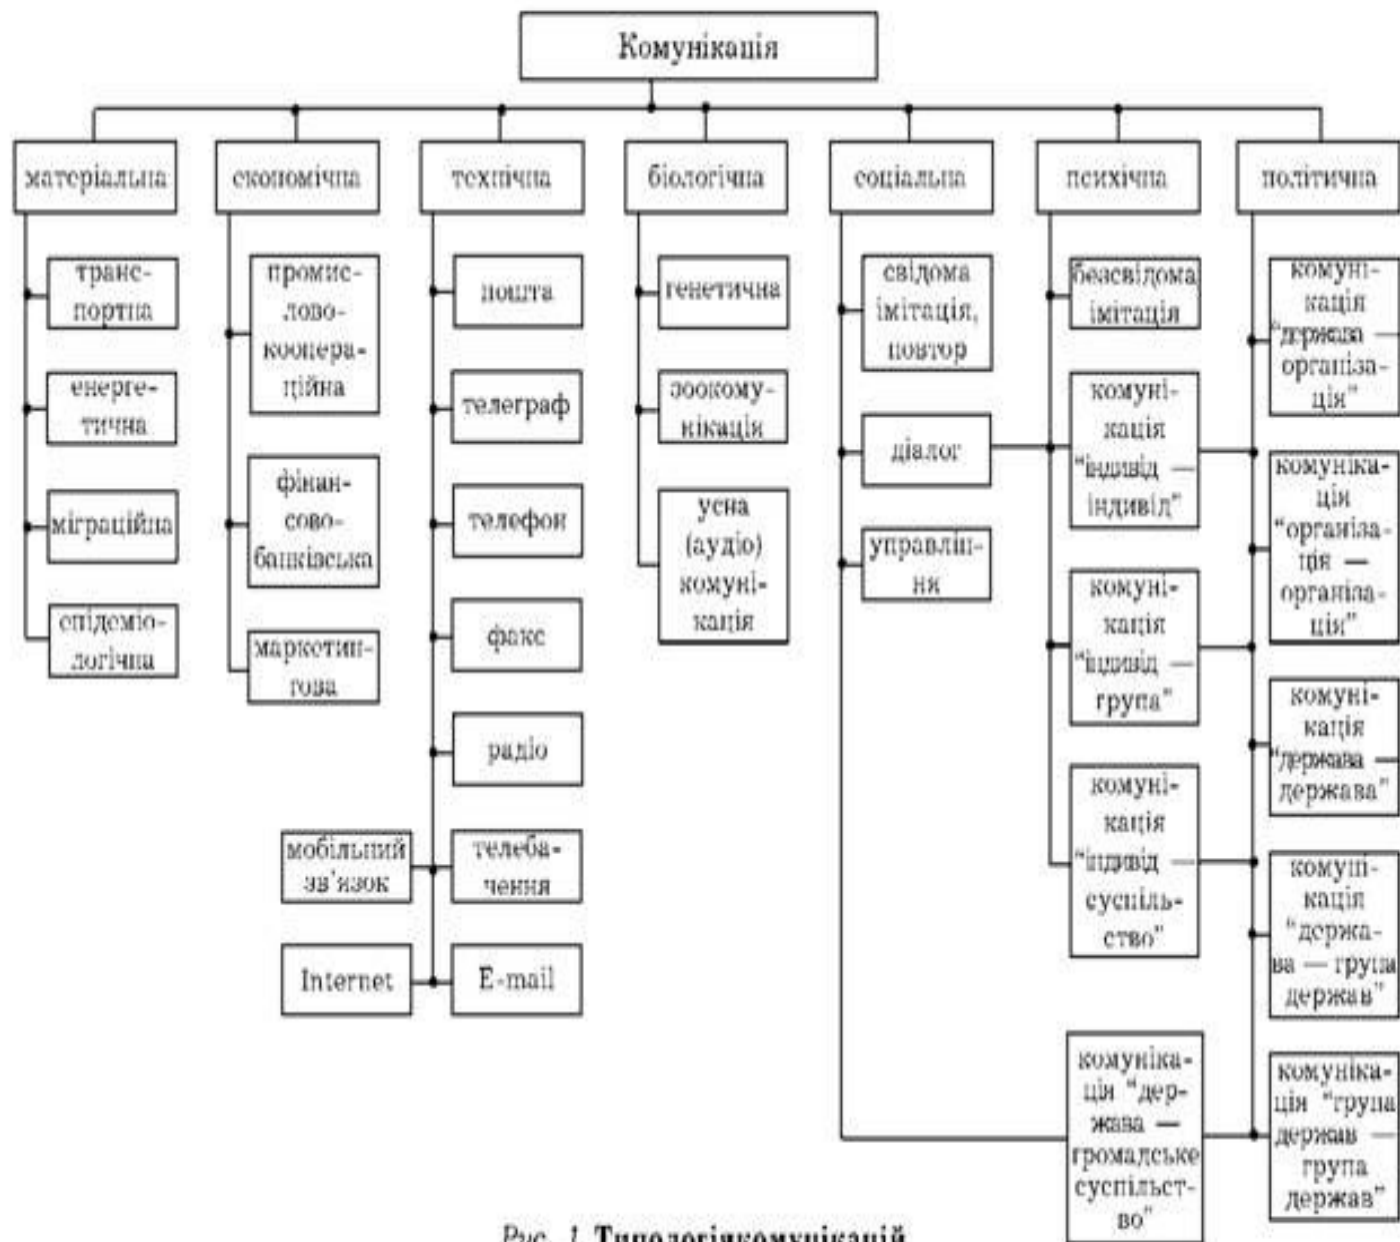 Комунікація
матеріальна
економічна
технічна
біологічна
соціальна
психічна
політична
транс-
портна
енерге-
тична
міграційна
епідеміо-
логічна
промис-
лово-
коопера-
ційна
фінан-
сово-
банківська
маркетин-
гова
пошта
телеграф
телефон
факс
радіо
мобільний
зв'язок
телеба-
чення
Internet
E-mail
генетична
зоокому-
нікація
усна
(аудіо)
комуні-
кація
свідома
імітація,
повтор
діалог
управлін-
ня
безсвідома
імітація
комуні-
кація
“індивід —
індивід”
комуні-
кація
“індивід —
група”
комуні-
кація
“індивід —
суспіль-
ство”
комуніка-
ція “дер-
жава —
громадське
суспільст-
во”
комуні-
кація
“держава —
організа-
ція”
комуніка-
ція
“організа-
ція —
організа-
ція”
комуні-
кація
“держава —
держава”
комуні-
кація
“держа-
ва — група
держав”
комуніка-
ція “група
держав —
група
держав”
Рис. 1 Типологіякомунікацій